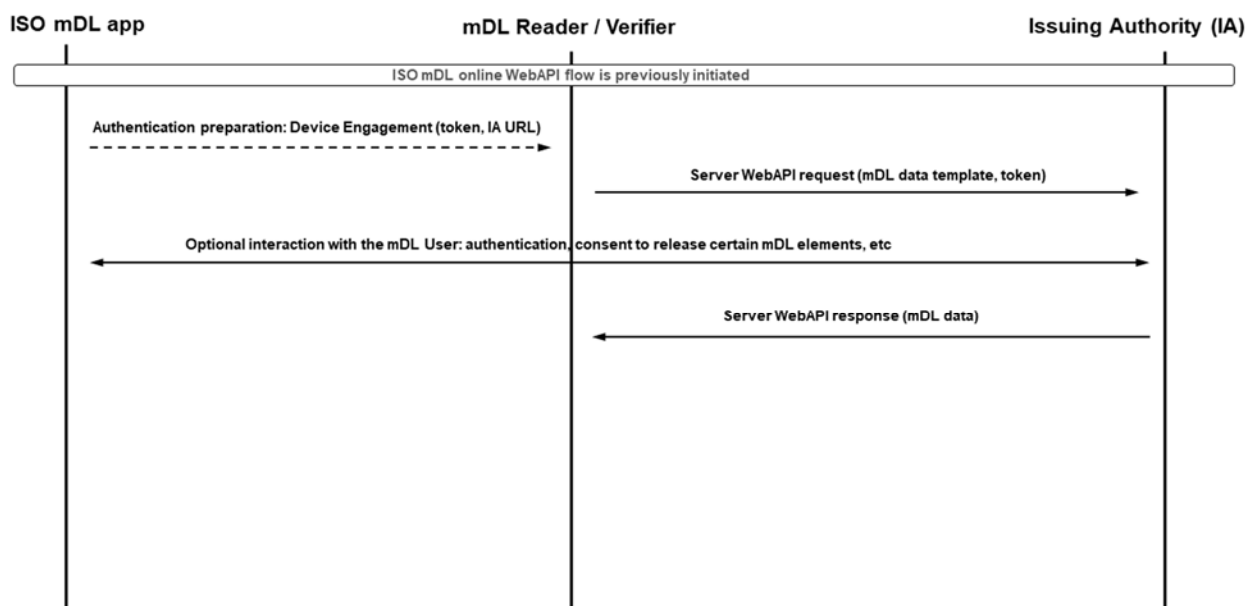 ISO mDL app
mDL Reader / Verifier
Issuing Authority (IA)
ISO mDL online WebAPI flow is previously initiated
Authentication preparation: Device Engagement (token, IA URL)
Server WebAPI request (mDL data template, token)
Optional interaction with the mDL User: authentication, consent to release certain mDL elements, etc
Server WebAPI response (mDL data)